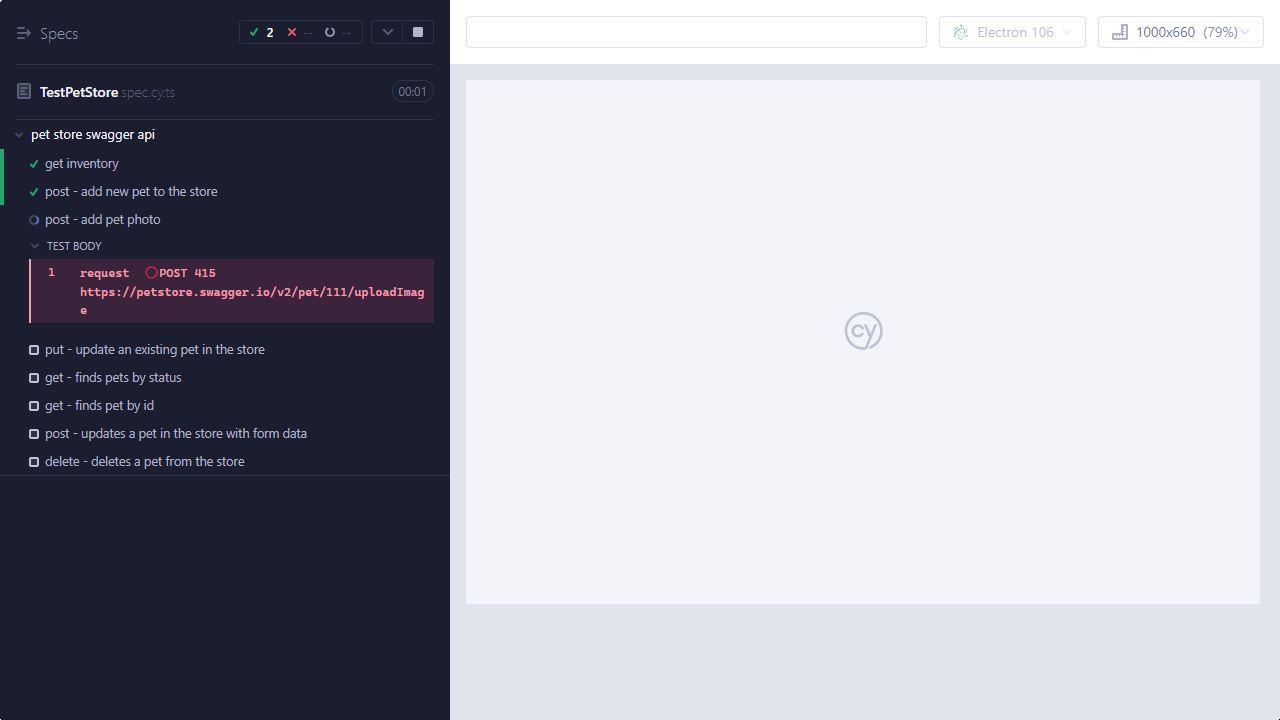 Specs
2 -- --
Electron 106
1000x660 (79%)
TestPetStore.spec.cy.ts
00:01
pet store swagger api
get inventory
post - add new pet to the store
post - add pet photo
TEST BODY
1 request POST 415
https://petstore.swagger.io/v2/pet/111/uploadImag
e
put - update an existing pet in the store
get - finds pets by status
get - finds pet by id
post - updates a pet in the store with form data
delete - deletes a pet from the store
cy